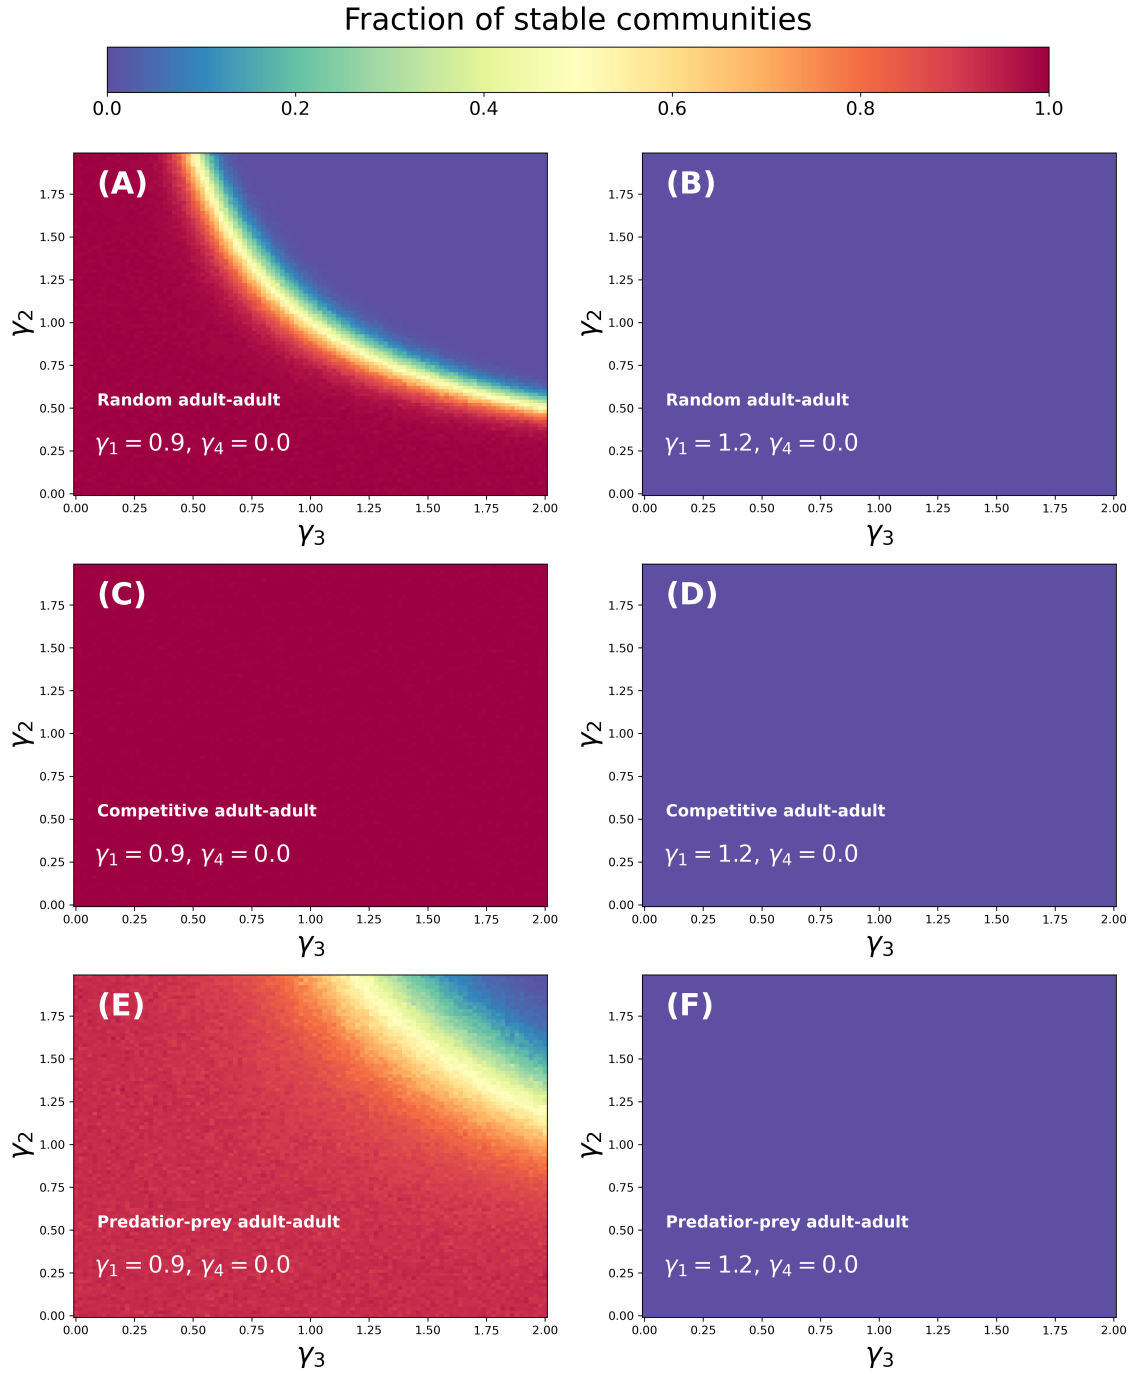 Fraction of stable communities
0.0 0.2 0.4 0.6 0.8 1.0
(A)
1.75
1.50
1.25
1.00
0.75
0.50
0.25
0.00
γ2
Random adult-adult
γ1 = 0.9, γ4 = 0.0
0.00 0.25 0.50 0.75 1.00 1.25 1.50 1.75 2.00
γ3
(B)
1.75
1.50
1.25
1.00
0.75
0.50
0.25
0.00
γ2
Random adult-adult
γ1 = 1.2, γ4 = 0.0
0.00 0.25 0.50 0.75 1.00 1.25 1.50 1.75 2.00
γ3
(C)
1.75
1.50
1.25
1.00
0.75
0.50
0.25
0.00
γ2
Competitive adult-adult
γ1 = 0.9, γ4 = 0.0
0.00 0.25 0.50 0.75 1.00 1.25 1.50 1.75 2.00
γ3
(D)
1.75
1.50
1.25
1.00
0.75
0.50
0.25
0.00
γ2
Competitive adult-adult
γ1 = 1.2, γ4 = 0.0
0.00 0.25 0.50 0.75 1.00 1.25 1.50 1.75 2.00
γ3
(E)
1.75
1.50
1.25
1.00
0.75
0.50
0.25
0.00
γ2
Predatior-prey adult-adult
γ1 = 0.9, γ4 = 0.0
0.00 0.25 0.50 0.75 1.00 1.25 1.50 1.75 2.00
γ3
(F)
1.75
1.50
1.25
1.00
0.75
0.50
0.25
0.00
γ2
Predatior-prey adult-adult
γ1 = 1.2, γ4 = 0.0
0.00 0.25 0.50 0.75 1.00 1.25 1.50 1.75 2.00
γ3